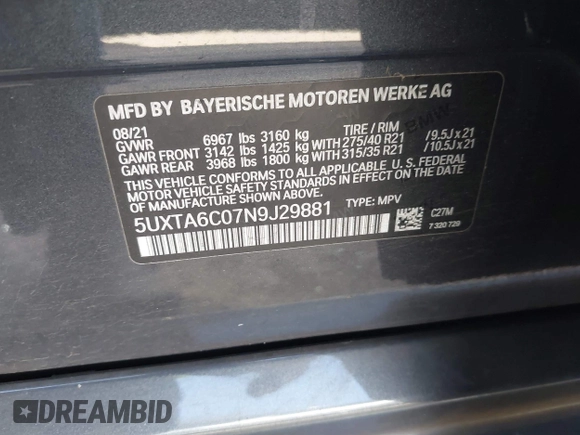 MFD BY BAYERISCHE MOTOREN WERKE AG
08/21 TIRE / RIM
GVWR 6967 lbs 3160 kg
GAWR FRONT 3142 lbs 1425 kg WITH 275/40 R21 /9.5J x 21
GAWR REAR 3968 lbs 1800 kg WITH 315/35 R21 /10.5J x 21
THIS VEHICLE CONFORMS TO ALL APPLICABLE U.S. FEDERAL
MOTOR VEHICLE SAFETY STANDARDS IN EFFECT ON THE DATE OF
MANUFACTURE SHOWN ABOVE.
5UXTA6C07N9J29881 TYPE: MPV
C27M
7 320 729
DREAMBID